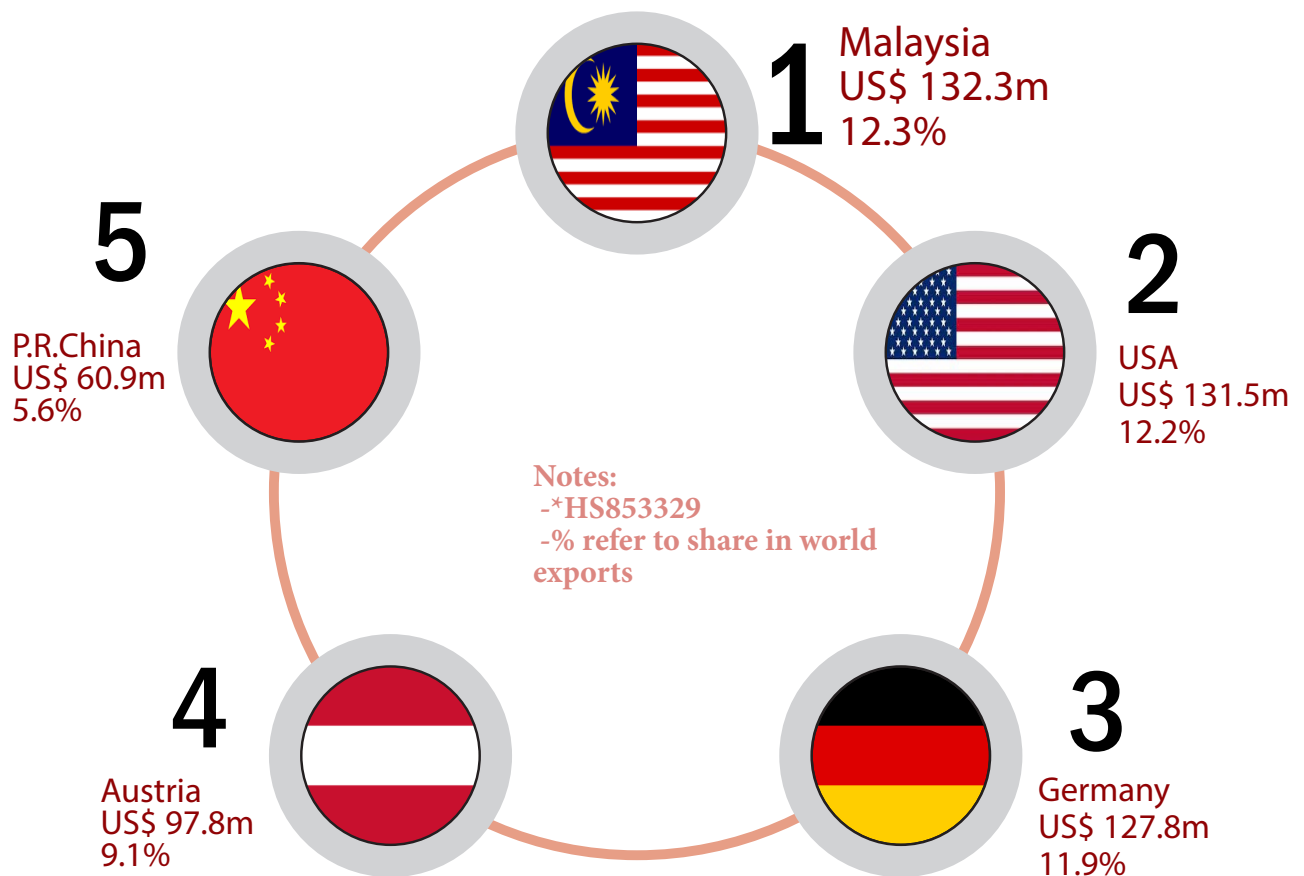 1
Malaysia
US$ 132.3m
12.3%
2
USA
US$ 131.5m
12.2%
3
Germany
US$ 127.8m
11.9%
4
Austria
US$ 97.8m
9.1%
5
P.R.China
US$ 60.9m
5.6%
Notes:
-*HS853329
-% refer to share in world
exports